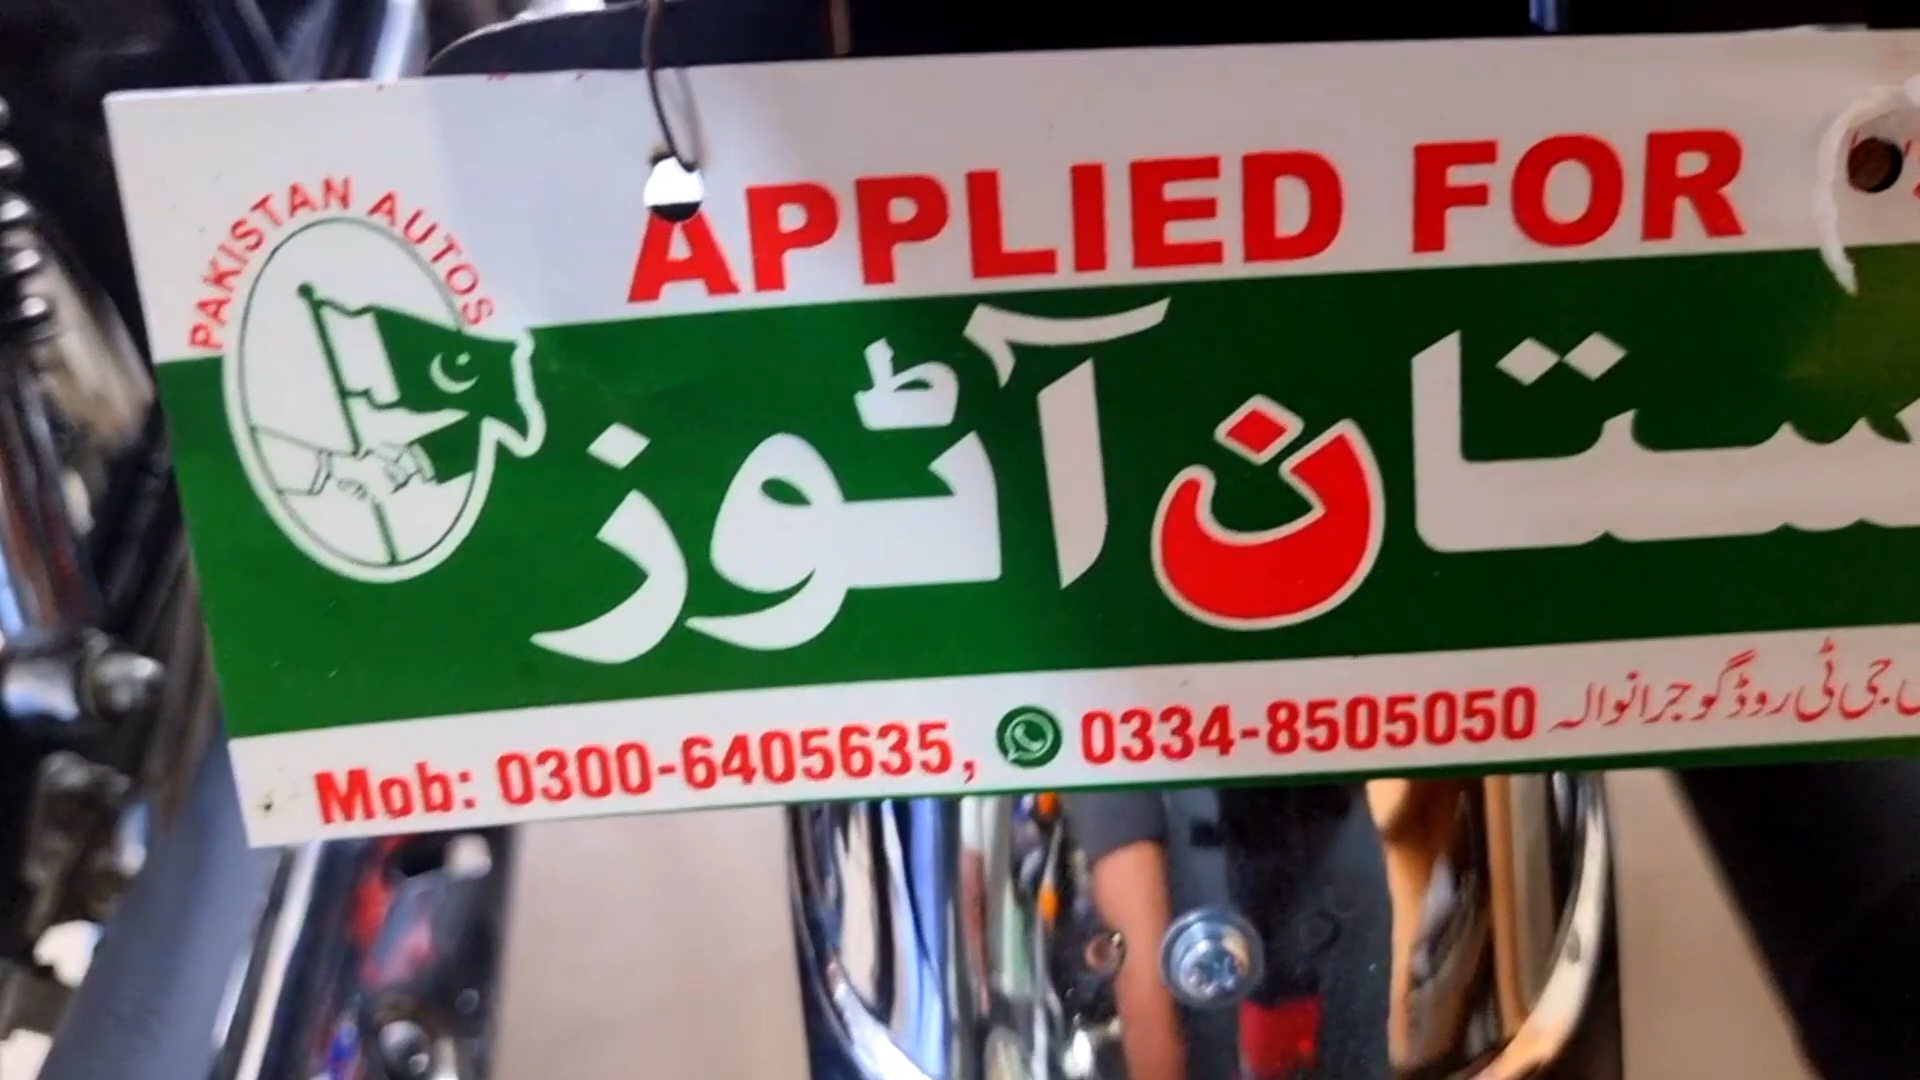 PAKISTAN AUTOS
APPLIED FOR
ستان آٹوز
Mob: 0300-6405635, 0334-8505050 جی ٹی روڈ گوجرانوالہ